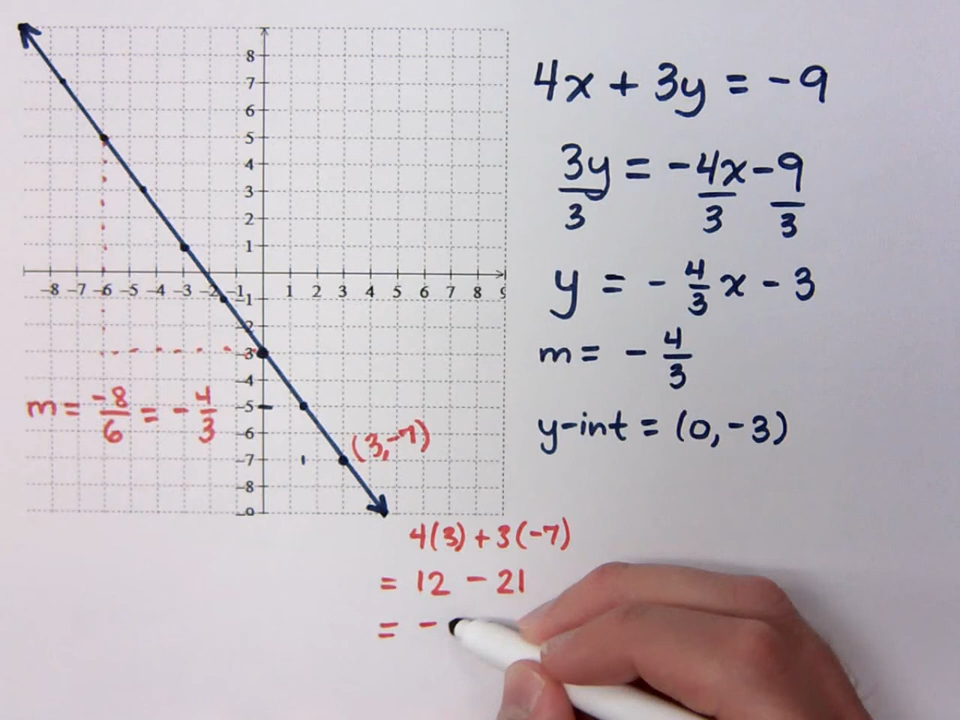 4x + 3y = -9
3y/3 = -4x/3 - 9/3
y = - 4/3 x - 3
m = - 4/3
y-int = (0, -3)
8
7
6
5
4
3
2
1
-8 -7 -6 -5 -4 -3 -2 -1 1 2 3 4 5 6 7 8 9
-2
-3
-4
-5
-6
-7
-8
-9
m = -8/6 = - 4/3
(3, -7)
4(3) + 3(-7)
= 12 - 21
= -